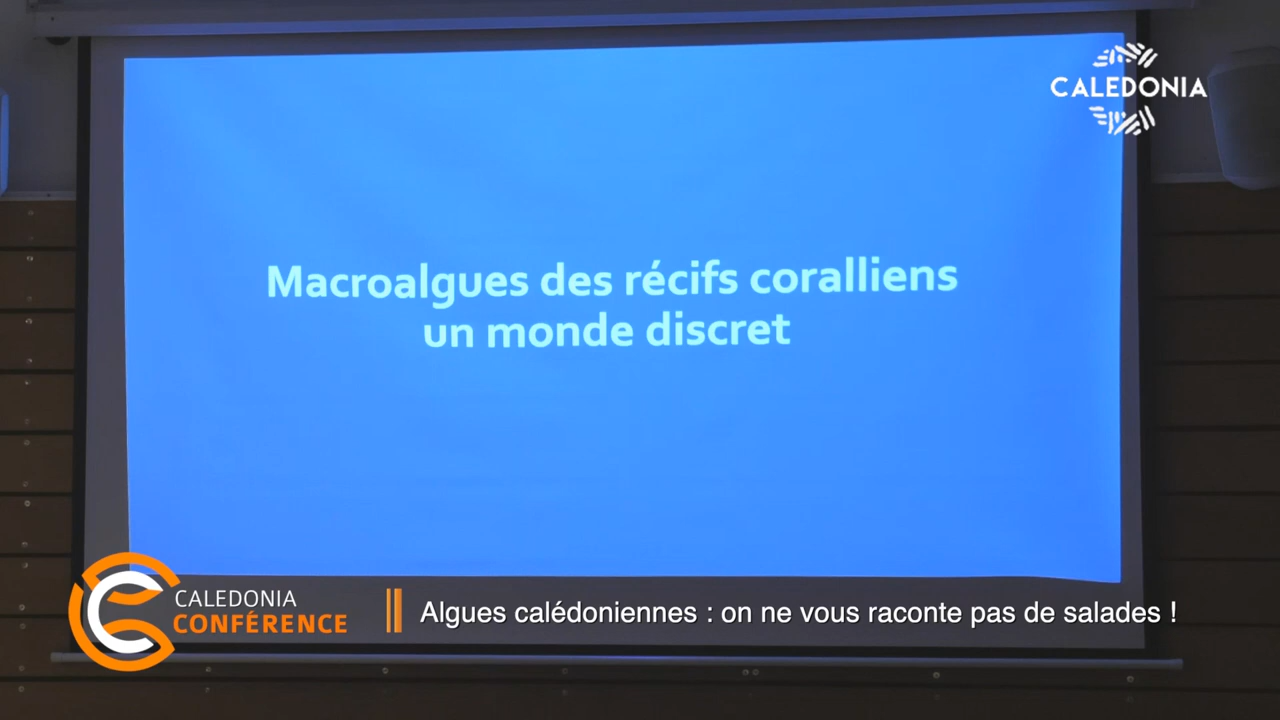 CALEDONIA
Macroalgues des récifs coralliens
un monde discret
CALEDONIA
CONFÉRENCE
Algues calédoniennes : on ne vous raconte pas de salades !